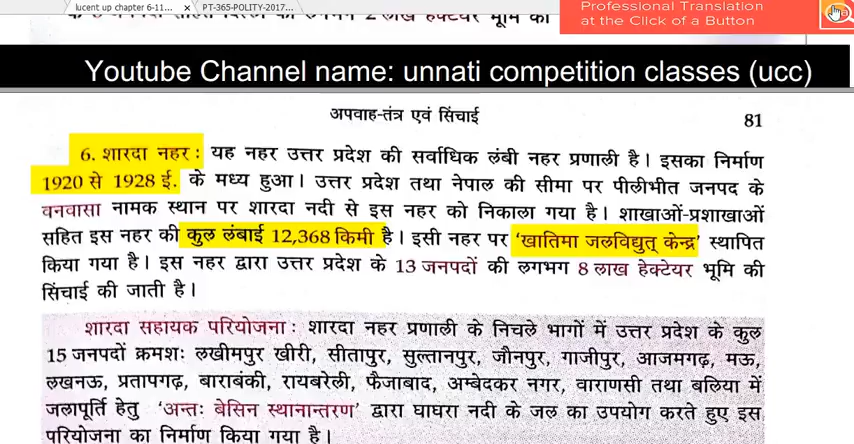 lucent up chapter 6-11... × PT-365-POLITY-2017... ×
Professional Translation
at the Click of a Button
लगभग 2 लाख हेक्टेयर भूमि की
Youtube Channel name: unnati competition classes (ucc)
अपवाह-तंत्र एवं सिंचाई 81
6. शारदा नहर : यह नहर उत्तर प्रदेश की सर्वाधिक लंबी नहर प्रणाली है। इसका निर्माण
1920 से 1928 ई. के मध्य हुआ। उत्तर प्रदेश तथा नेपाल की सीमा पर पीलीभीत जनपद के
वनवासा नामक स्थान पर शारदा नदी से इस नहर को निकाला गया है। शाखाओं-प्रशाखाओं
सहित इस नहर की कुल लंबाई 12,368 किमी है। इसी नहर पर ‘खातिमा जलविद्युत् केन्द्र’ स्थापित
किया गया है। इस नहर द्वारा उत्तर प्रदेश के 13 जनपदों की लगभग 8 लाख हेक्टेयर भूमि की
सिंचाई की जाती है।
शारदा सहायक परियोजना : शारदा नहर प्रणाली के निचले भागों में उत्तर प्रदेश के कुल
15 जनपदों क्रमशः लखीमपुर खीरी, सीतापुर, सुल्तानपुर, जौनपुर, गाजीपुर, आजमगढ़, मऊ,
लखनऊ, प्रतापगढ़, बाराबंकी, रायबरेली, फैजाबाद, अम्बेदकर नगर, वाराणसी तथा बलिया में
जलापूर्ति हेतु ‘अन्तः बेसिन स्थानान्तरण’ द्वारा घाघरा नदी के जल का उपयोग करते हुए इस
परियोजना का निर्माण किया गया है।